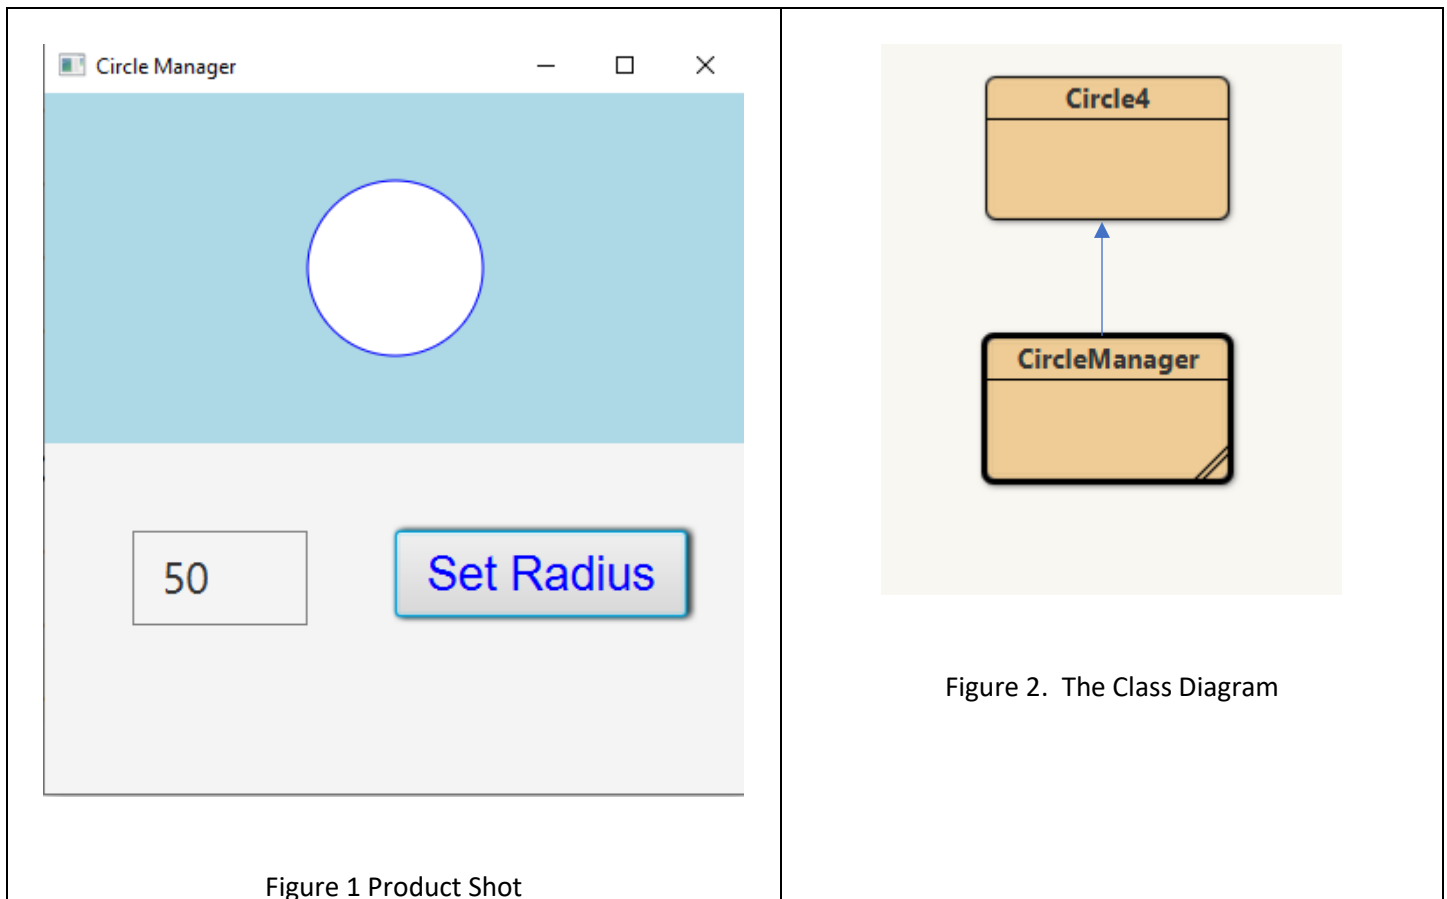 Circle Manager
50
Set Radius
Figure 1 Product Shot
Circle4
CircleManager
Figure 2. The Class Diagram